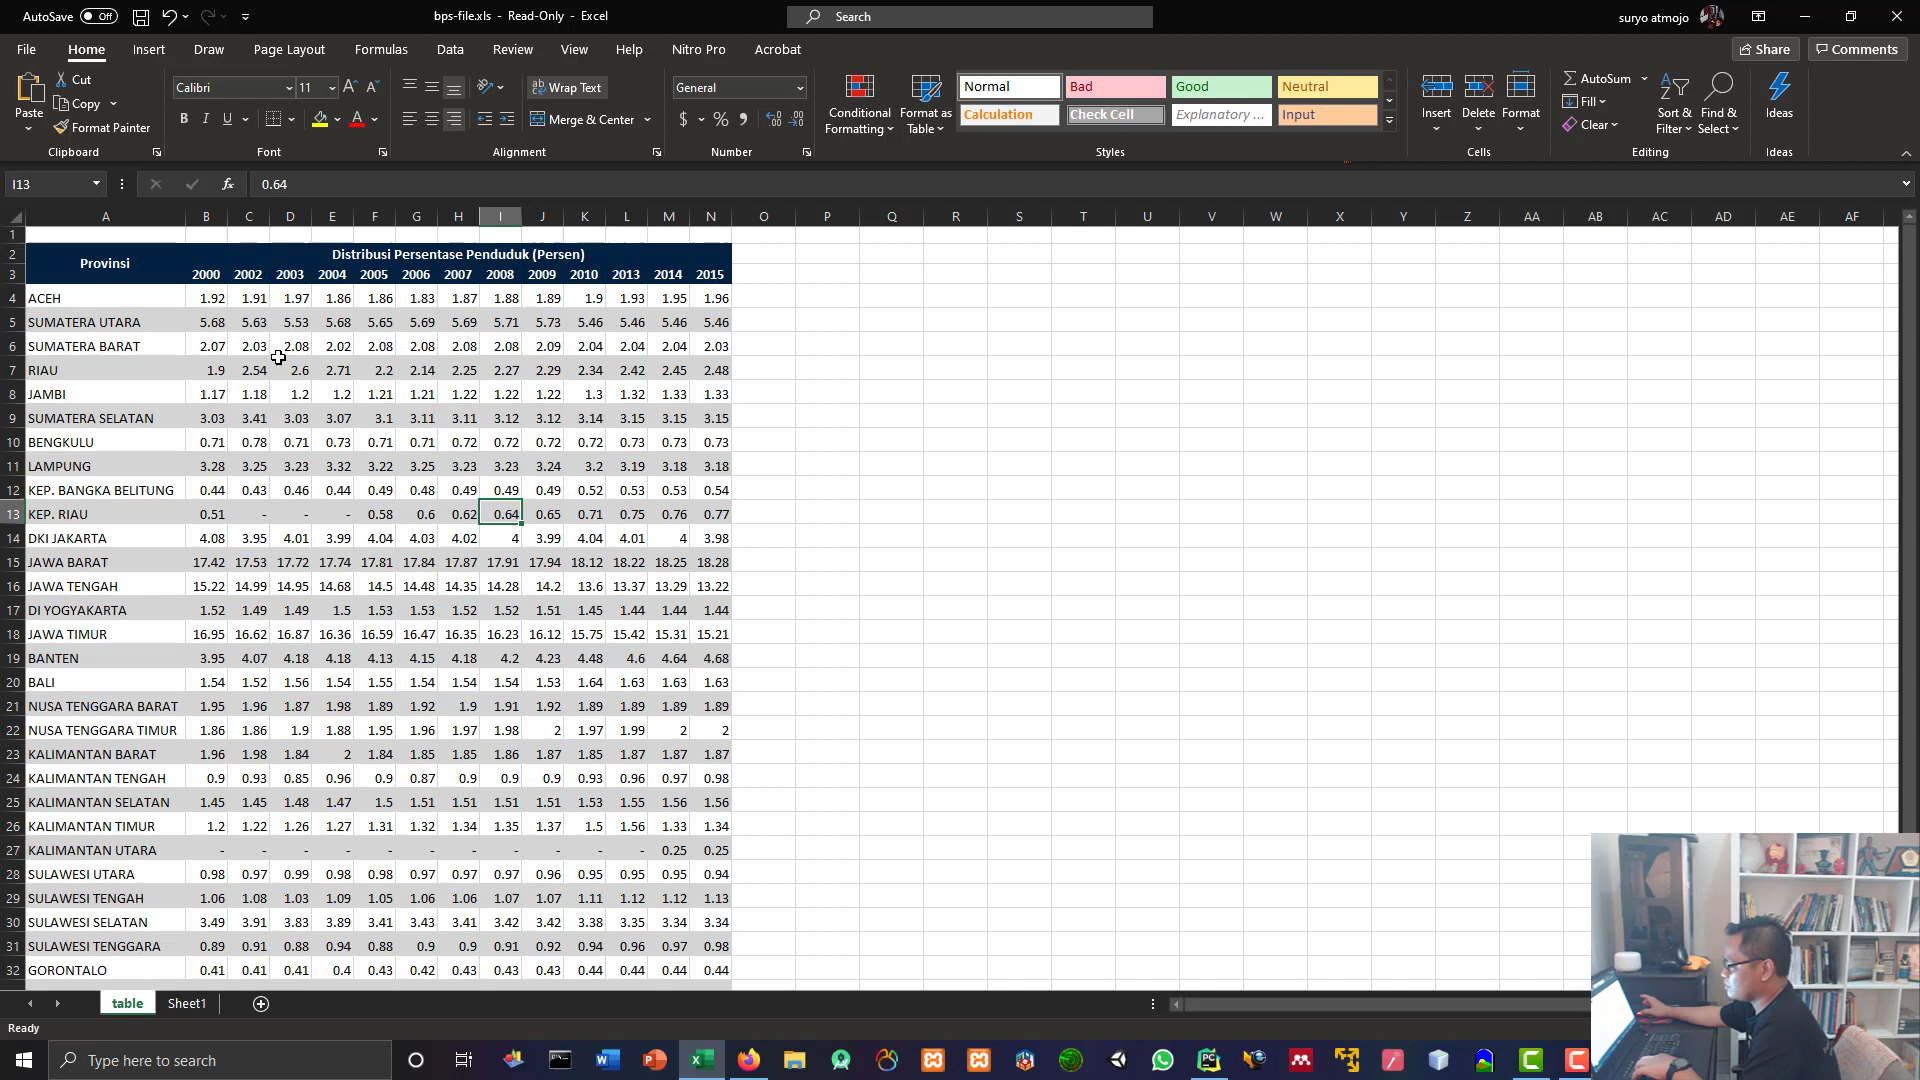 AutoSave Off
bps-file.xls - Read-Only - Excel
Search
suryo atmojo
File Home Insert Draw Page Layout Formulas Data Review View Help Nitro Pro Acrobat
Share Comments
Paste
Cut
Copy
Format Painter
Clipboard
Calibri 11
B I U
Font
Wrap Text
Merge & Center
Alignment
General
$ %
Number
Conditional Formatting
Format as Table
Normal Bad Good Neutral
Calculation Check Cell Explanatory ... Input
Styles
Insert Delete Format
Cells
AutoSum
Fill
Clear
Sort & Filter
Find & Select
Editing
Ideas
Ideas
I13 fx 0.64
A B C D E F G H I J K L M N O P Q R S T U V W X Y Z AA AB AC AD AE AF
1
2 Provinsi Distribusi Persentase Penduduk (Persen)
3 2000 2002 2003 2004 2005 2006 2007 2008 2009 2010 2013 2014 2015
4 ACEH 1.92 1.91 1.97 1.86 1.86 1.83 1.87 1.88 1.89 1.9 1.93 1.95 1.96
5 SUMATERA UTARA 5.68 5.63 5.53 5.68 5.65 5.69 5.69 5.71 5.73 5.46 5.46 5.46 5.46
6 SUMATERA BARAT 2.07 2.03 2.08 2.02 2.08 2.08 2.08 2.08 2.09 2.04 2.04 2.04 2.03
7 RIAU 1.9 2.54 2.6 2.71 2.2 2.14 2.25 2.27 2.29 2.34 2.42 2.45 2.48
8 JAMBI 1.17 1.18 1.2 1.2 1.21 1.21 1.22 1.22 1.22 1.3 1.32 1.33 1.33
9 SUMATERA SELATAN 3.03 3.41 3.03 3.07 3.1 3.11 3.11 3.12 3.12 3.14 3.15 3.15 3.15
10 BENGKULU 0.71 0.78 0.71 0.73 0.71 0.71 0.72 0.72 0.72 0.72 0.73 0.73 0.73
11 LAMPUNG 3.28 3.25 3.23 3.32 3.22 3.25 3.23 3.23 3.24 3.2 3.19 3.18 3.18
12 KEP. BANGKA BELITUNG 0.44 0.43 0.46 0.44 0.49 0.48 0.49 0.49 0.49 0.52 0.53 0.53 0.54
13 KEP. RIAU 0.51 - - - 0.58 0.6 0.62 0.64 0.65 0.71 0.75 0.76 0.77
14 DKI JAKARTA 4.08 3.95 4.01 3.99 4.04 4.03 4.02 4 3.99 4.04 4.01 4 3.98
15 JAWA BARAT 17.42 17.53 17.72 17.74 17.81 17.84 17.87 17.91 17.94 18.12 18.22 18.25 18.28
16 JAWA TENGAH 15.22 14.99 14.95 14.68 14.5 14.48 14.35 14.28 14.2 13.6 13.37 13.29 13.22
17 DI YOGYAKARTA 1.52 1.49 1.49 1.5 1.53 1.53 1.52 1.52 1.51 1.45 1.44 1.44 1.44
18 JAWA TIMUR 16.95 16.62 16.87 16.36 16.59 16.47 16.35 16.23 16.12 15.75 15.42 15.31 15.21
19 BANTEN 3.95 4.07 4.18 4.18 4.13 4.15 4.18 4.2 4.23 4.48 4.6 4.64 4.68
20 BALI 1.54 1.52 1.56 1.54 1.55 1.54 1.54 1.54 1.53 1.64 1.63 1.63 1.63
21 NUSA TENGGARA BARAT 1.95 1.96 1.87 1.98 1.89 1.92 1.9 1.91 1.92 1.89 1.89 1.89 1.89
22 NUSA TENGGARA TIMUR 1.86 1.86 1.9 1.88 1.95 1.96 1.97 1.98 2 1.97 1.99 2 2
23 KALIMANTAN BARAT 1.96 1.98 1.84 2 1.84 1.85 1.85 1.86 1.87 1.85 1.87 1.87 1.87
24 KALIMANTAN TENGAH 0.9 0.93 0.85 0.96 0.9 0.87 0.9 0.9 0.9 0.93 0.96 0.97 0.98
25 KALIMANTAN SELATAN 1.45 1.45 1.48 1.47 1.5 1.51 1.51 1.51 1.51 1.53 1.55 1.56 1.56
26 KALIMANTAN TIMUR 1.2 1.22 1.26 1.27 1.31 1.32 1.34 1.35 1.37 1.5 1.56 1.33 1.34
27 KALIMANTAN UTARA - - - - - - - - - - - 0.25 0.25
28 SULAWESI UTARA 0.98 0.97 0.99 0.98 0.98 0.97 0.97 0.97 0.96 0.95 0.95 0.95 0.94
29 SULAWESI TENGAH 1.06 1.08 1.03 1.09 1.05 1.06 1.06 1.07 1.07 1.11 1.12 1.12 1.13
30 SULAWESI SELATAN 3.49 3.91 3.83 3.89 3.41 3.43 3.41 3.42 3.42 3.38 3.35 3.34 3.34
31 SULAWESI TENGGARA 0.89 0.91 0.88 0.94 0.88 0.9 0.9 0.91 0.92 0.94 0.96 0.97 0.98
32 GORONTALO 0.41 0.41 0.41 0.4 0.43 0.42 0.43 0.43 0.43 0.44 0.44 0.44 0.44
table Sheet1
Ready
Type here to search